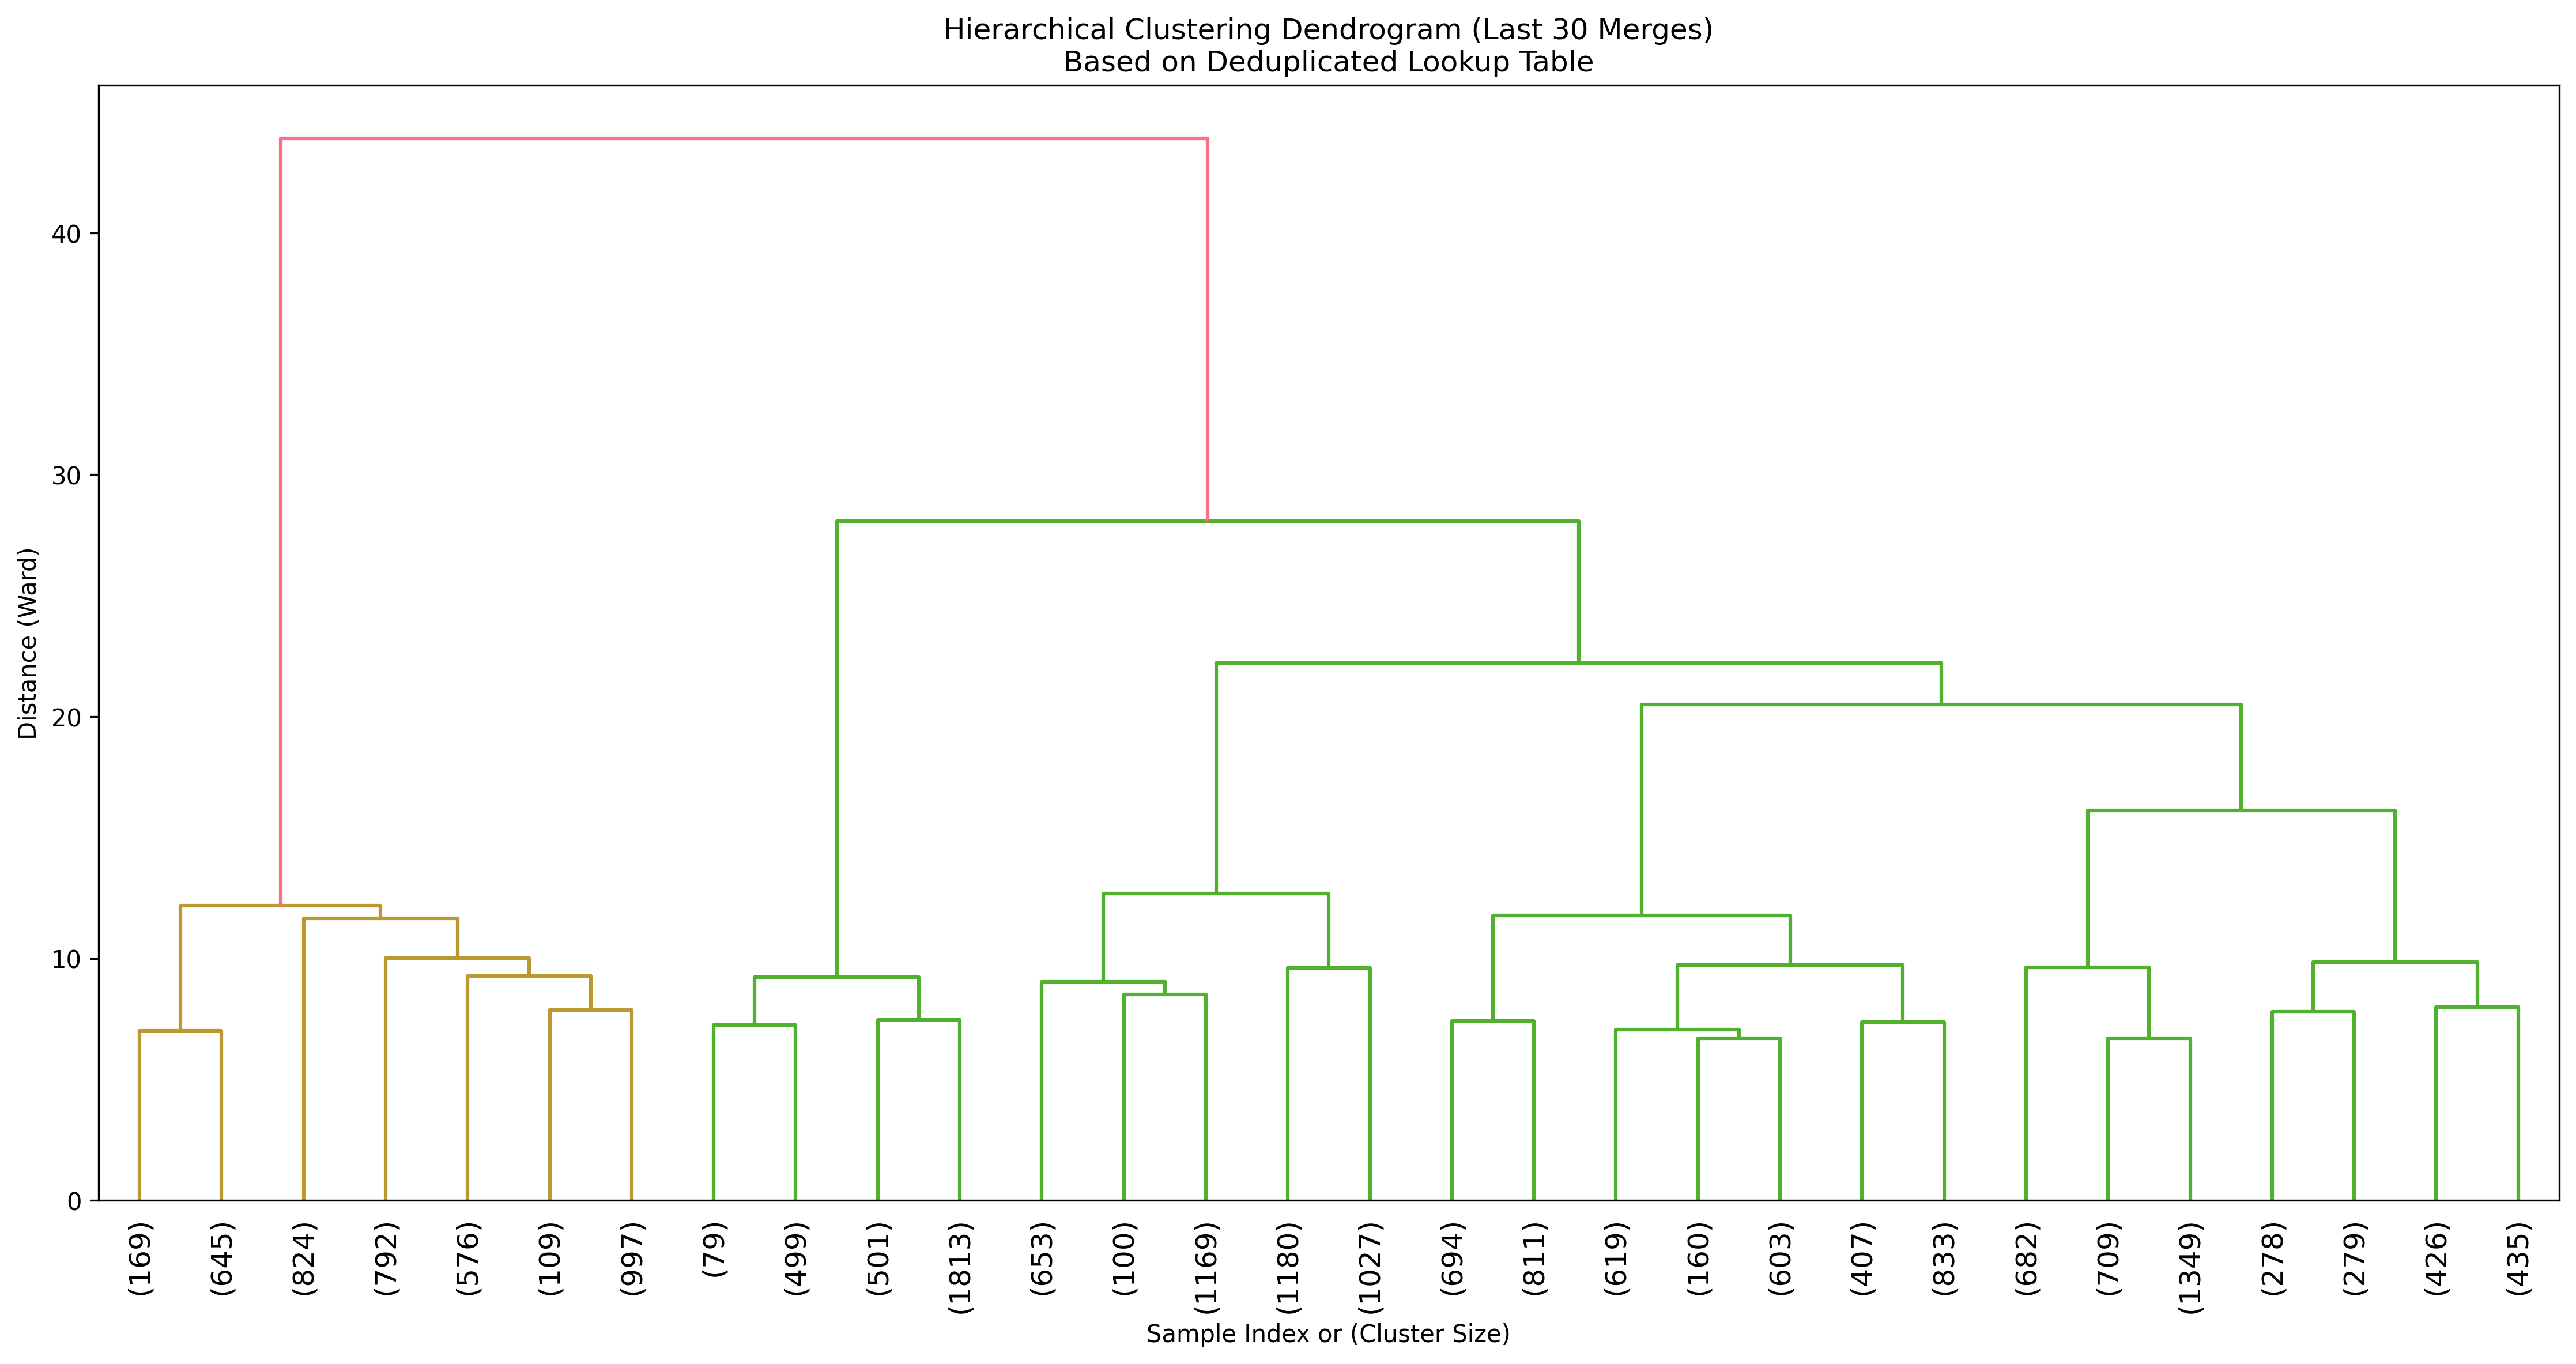 Hierarchical Clustering Dendrogram (Last 30 Merges)
Based on Deduplicated Lookup Table
Distance (Ward)
40
30
20
10
0
(169) (645) (824) (792) (576) (109) (997) (79) (499) (501) (1813) (653) (100) (1169) (1180) (1027) (694) (811) (619) (160) (603) (407) (833) (682) (709) (1349) (278) (279) (426) (435)
Sample Index or (Cluster Size)